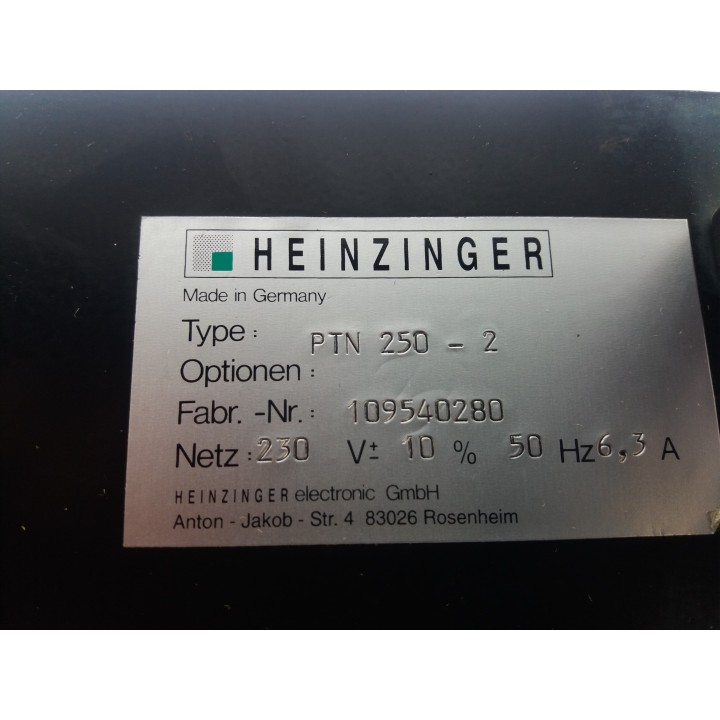 HEINZINGER
Made in Germany
Type : PTN 250 - 2
Optionen :
Fabr. -Nr.: 109540280
Netz : 230 V± 10 % 50 Hz 6,3 A
HEINZINGER electronic GmbH
Anton - Jakob - Str. 4 83026 Rosenheim